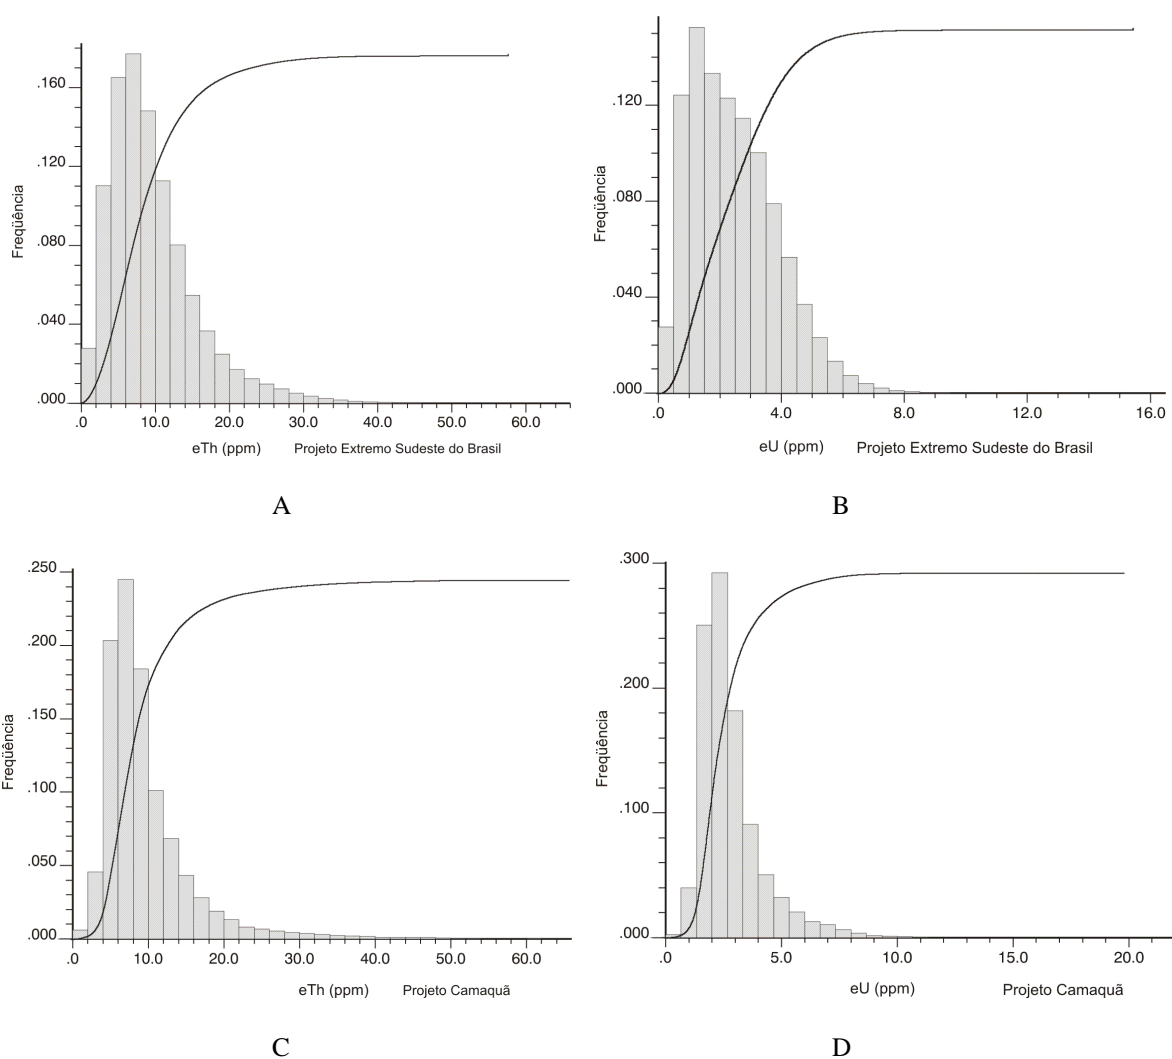 .160
.120
.080
.040
.000
Freqüência
.0 10.0 20.0 30.0 40.0 50.0 60.0
eTh (ppm) Projeto Extremo Sudeste do Brasil
A
.120
.080
.040
.000
Freqüência
.0 4.0 8.0 12.0 16.0
eU (ppm) Projeto Extremo Sudeste do Brasil
B
.250
.200
.150
.100
.050
.000
Freqüência
.0 10.0 20.0 30.0 40.0 50.0 60.0
eTh (ppm) Projeto Camaquã
C
.300
.200
.100
.000
Freqüência
.0 5.0 10.0 15.0 20.0
eU (ppm) Projeto Camaquã
D